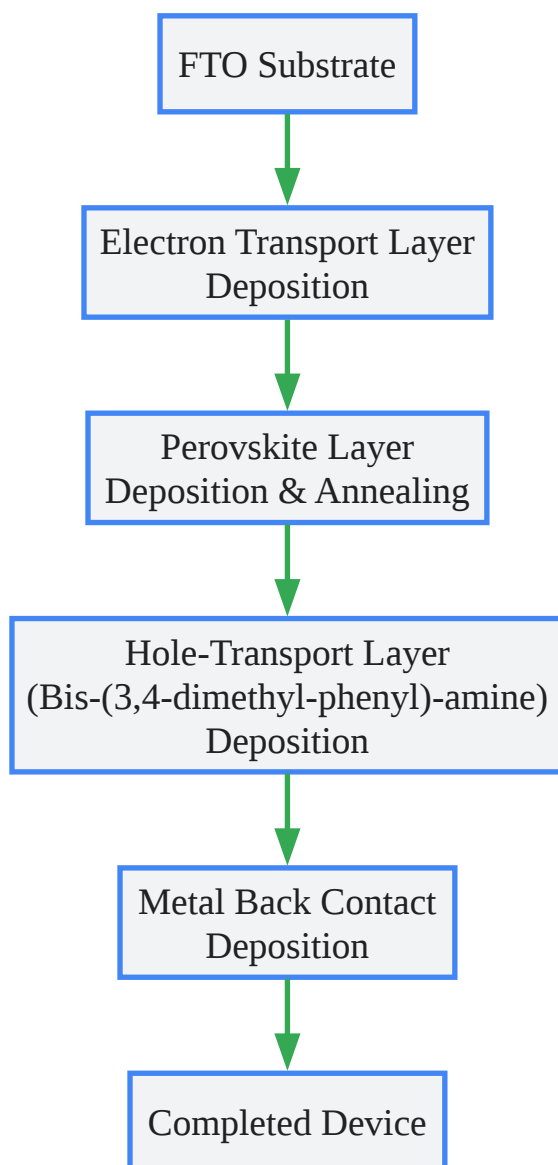 FTO Substrate
Electron Transport Layer
Deposition
Perovskite Layer
Deposition & Annealing
Hole-Transport Layer
(Bis-(3,4-dimethyl-phenyl)-amine)
Deposition
Metal Back Contact
Deposition
Completed Device